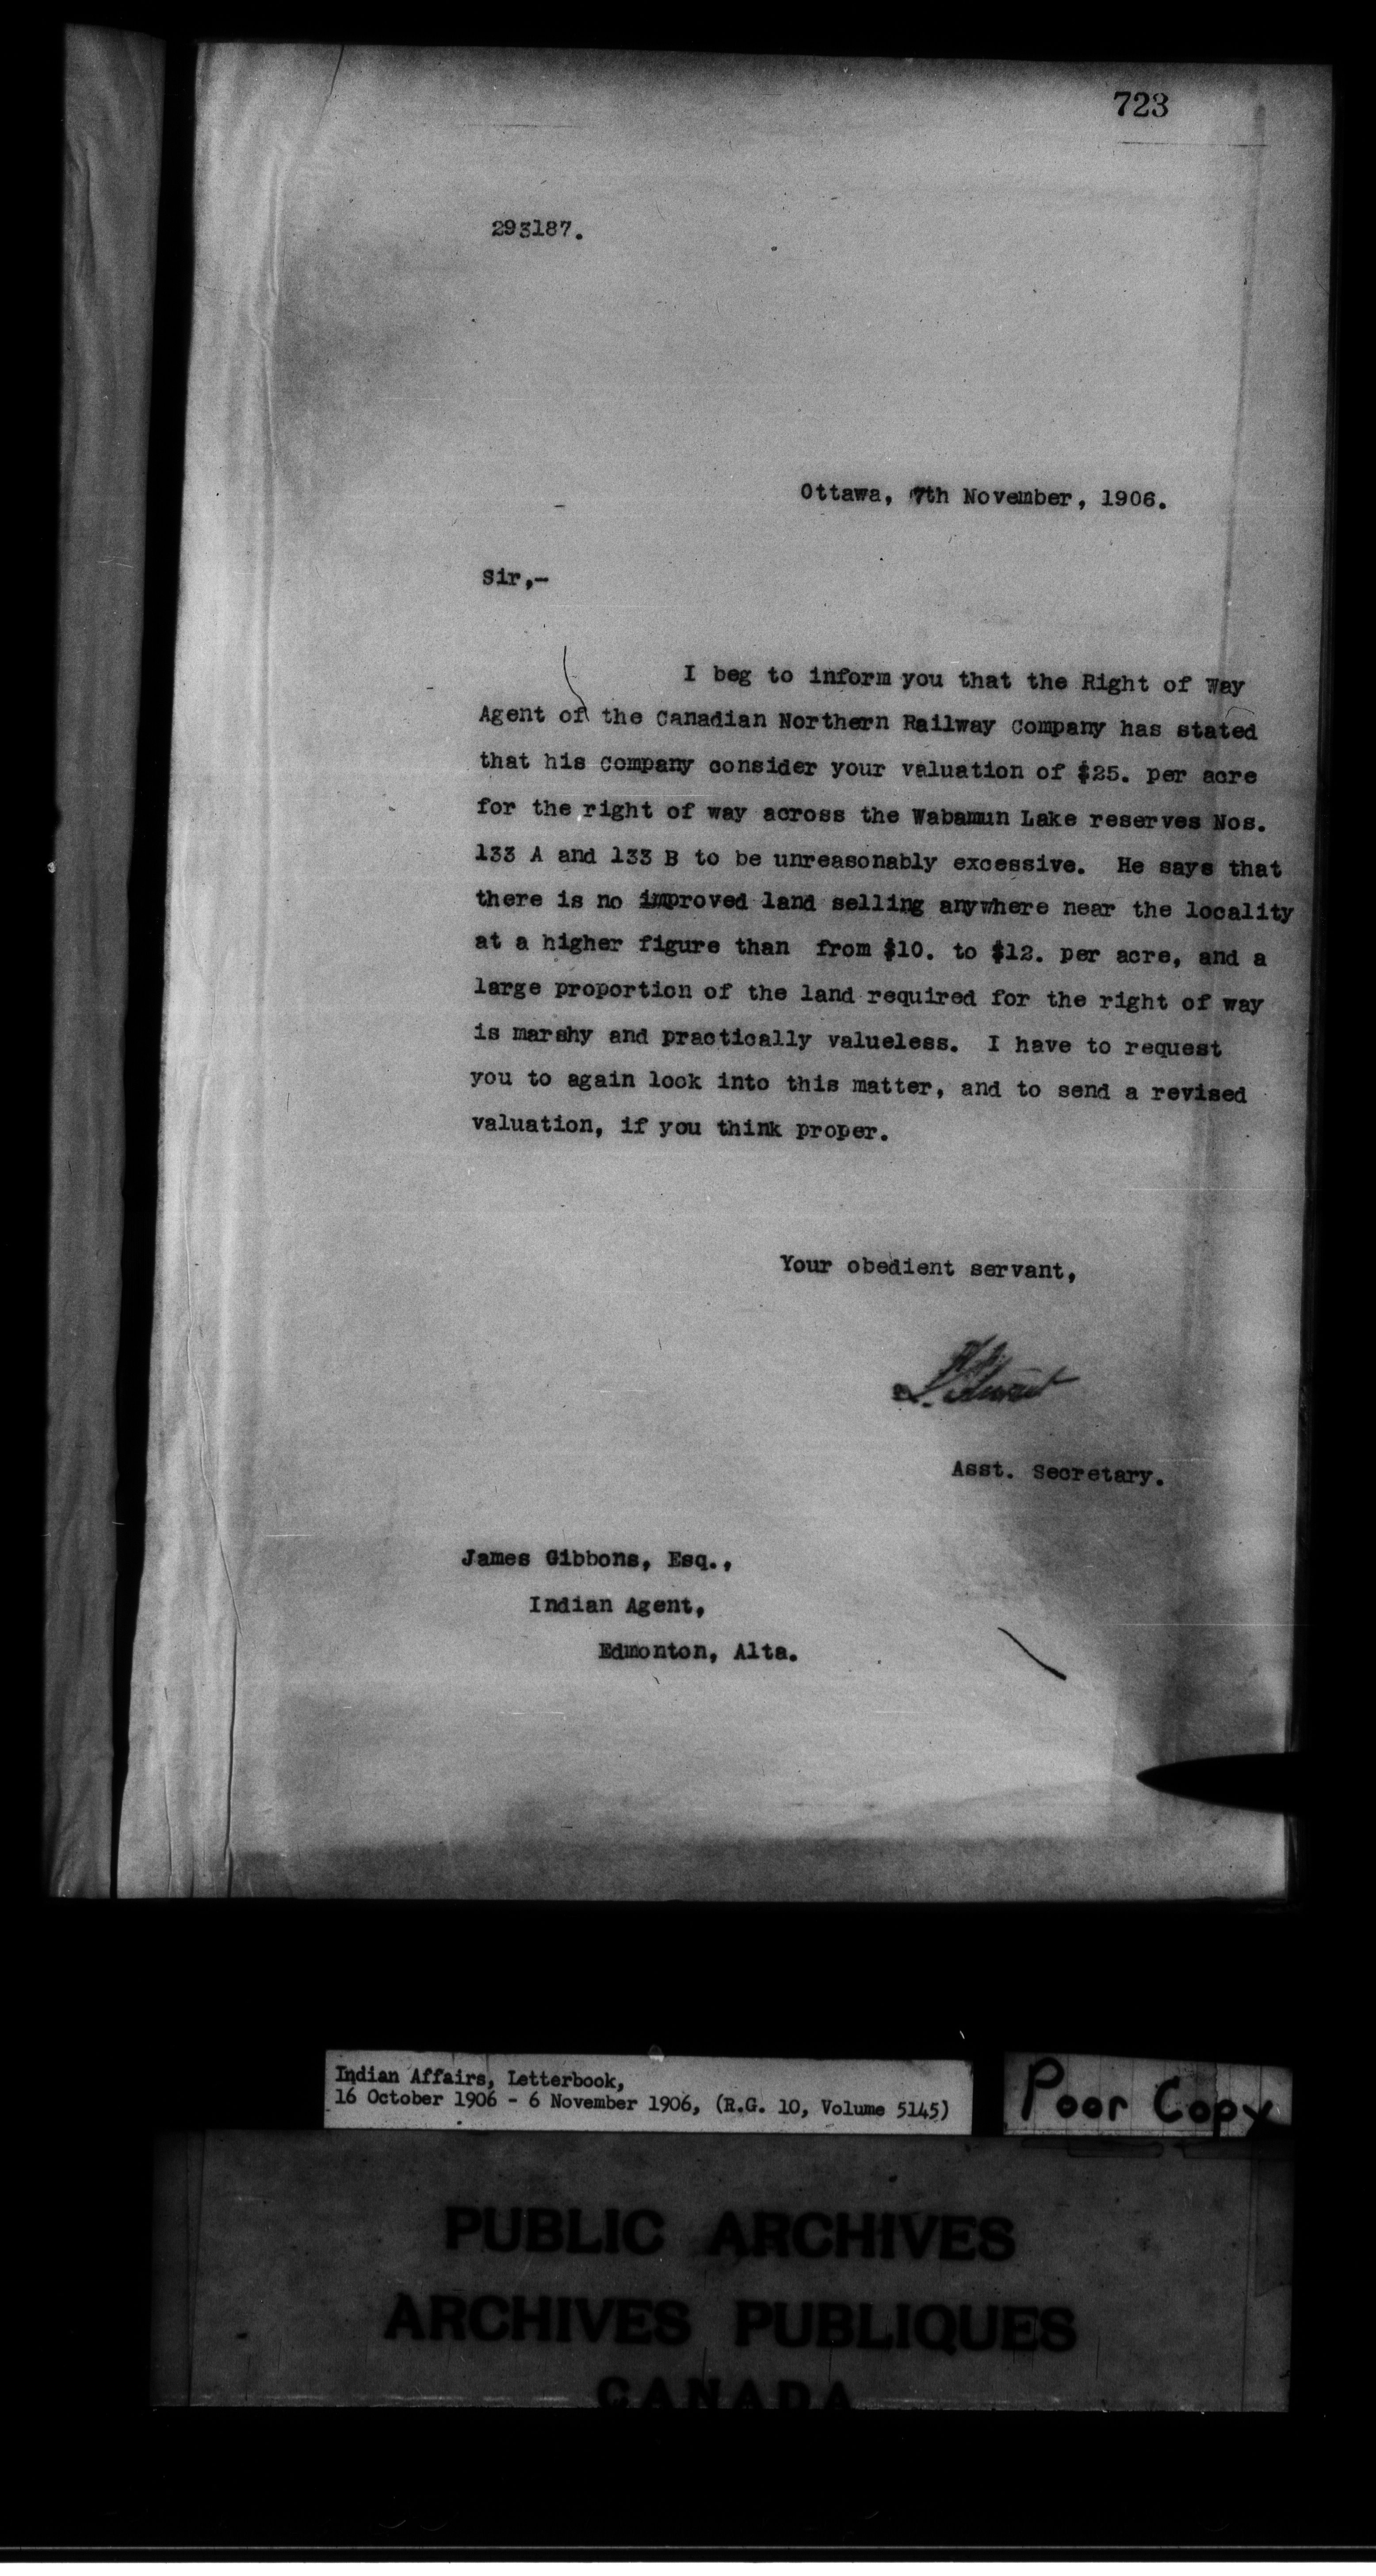 723
293187.
Ottawa, 7th November, 1906.
Sir,-
I beg to inform you that the Right of Way
Agent of the Canadian Northern Railway Company has stated
that his Company consider your valuation of $25. per acre
for the right of way across the Wabamun Lake reserves Nos.
133 A and 133 B to be unreasonably excessive. He says that
there is no improved land selling anywhere near the locality
at a higher figure than from $10. to $12. per acre, and a
large proportion of the land required for the right of way
is marshy and practically valueless. I have to request
you to again look into this matter, and to send a revised
valuation, if you think proper.
Your obedient servant,
Asst. Secretary.
James Gibbons, Esq.,
Indian Agent,
Edmonton, Alta.
Indian Affairs, Letterbook,
16 October 1906 - 6 November 1906, (R.G. 10, Volume 5145)
Poor Copy
PUBLIC ARCHIVES
ARCHIVES PUBLIQUES
CANADA